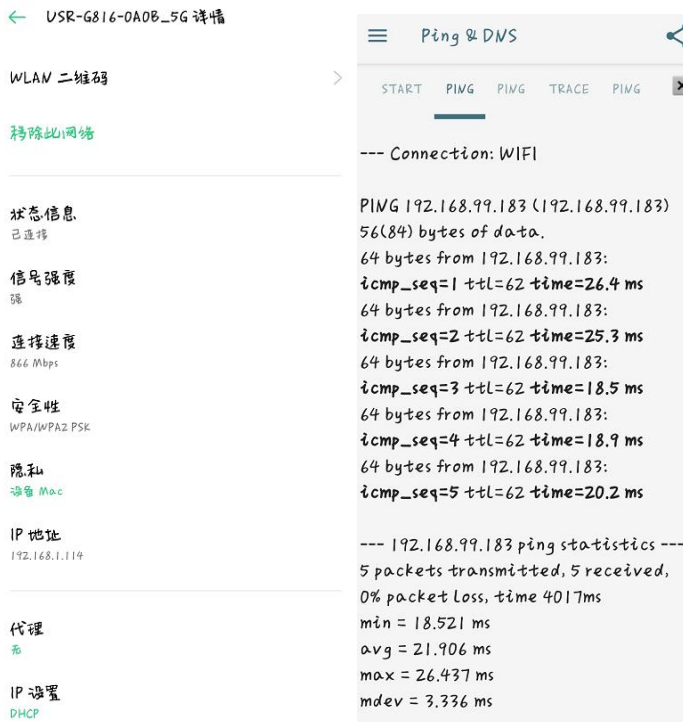 USR-G816-0A0B_5G 详情
WLAN 二维码
移除此网络
状态信息
已连接
信号强度
强
连接速度
866 Mbps
安全性
WPA/WPA2 PSK
隐私
设备 Mac
IP 地址
192.168.1.114
代理
无
IP 设置
DHCP
Ping & DNS
START PING PING TRACE PING
--- Connection: WIFI
PING 192.168.99.183 (192.168.99.183)
56(84) bytes of data.
64 bytes from 192.168.99.183:
icmp_seq=1 ttl=62 time=26.4 ms
64 bytes from 192.168.99.183:
icmp_seq=2 ttl=62 time=25.3 ms
64 bytes from 192.168.99.183:
icmp_seq=3 ttl=62 time=18.5 ms
64 bytes from 192.168.99.183:
icmp_seq=4 ttl=62 time=18.9 ms
64 bytes from 192.168.99.183:
icmp_seq=5 ttl=62 time=20.2 ms
--- 192.168.99.183 ping statistics ---
5 packets transmitted, 5 received,
0% packet loss, time 4017ms
min = 18.521 ms
avg = 21.906 ms
max = 26.437 ms
mdev = 3.336 ms